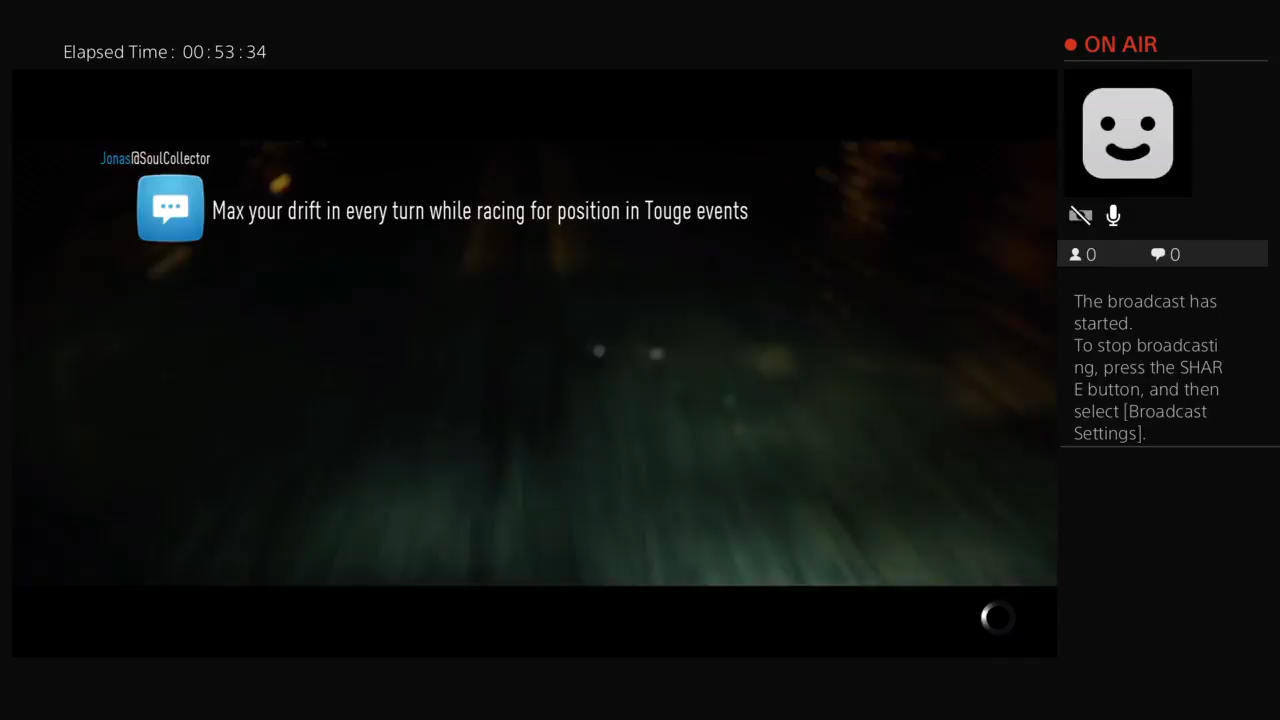 Elapsed Time: 00:53:34
ON AIR
Jonas@SoulCollector
Max your drift in every turn while racing for position in Touge events
0
0
The broadcast has
started.
To stop broadcasti
ng, press the SHAR
E button, and then
select [Broadcast
Settings].